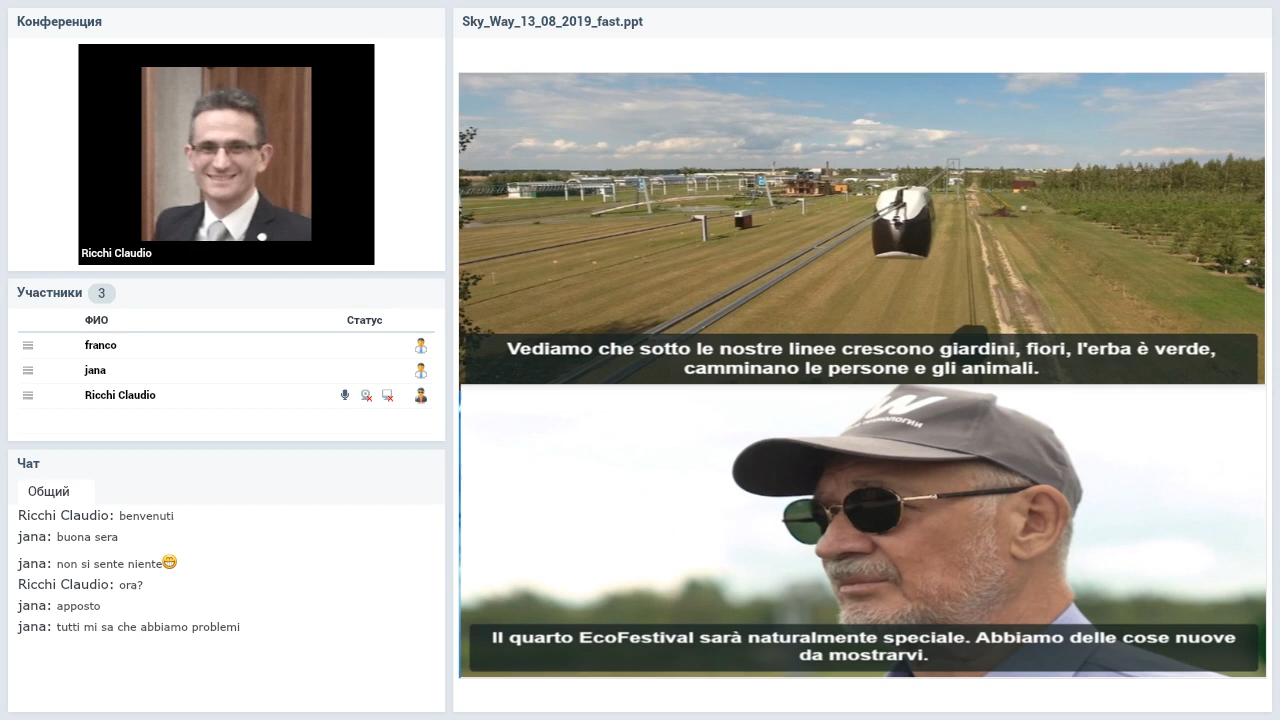 Конференция
Ricchi Claudio
Участники 3
ФИО Статус
franco
jana
Ricchi Claudio
Чат
Общий
Ricchi Claudio: benvenuti
jana: buona sera
jana: non si sente niente😁
Ricchi Claudio: ora?
jana: apposto
jana: tutti mi sa che abbiamo problemi
Sky_Way_13_08_2019_fast.ppt
Vediamo che sotto le nostre linee crescono giardini, fiori, l'erba è verde,
camminano le persone e gli animali.
Il quarto EcoFestival sarà naturalmente speciale. Abbiamo delle cose nuove
da mostrarvi.